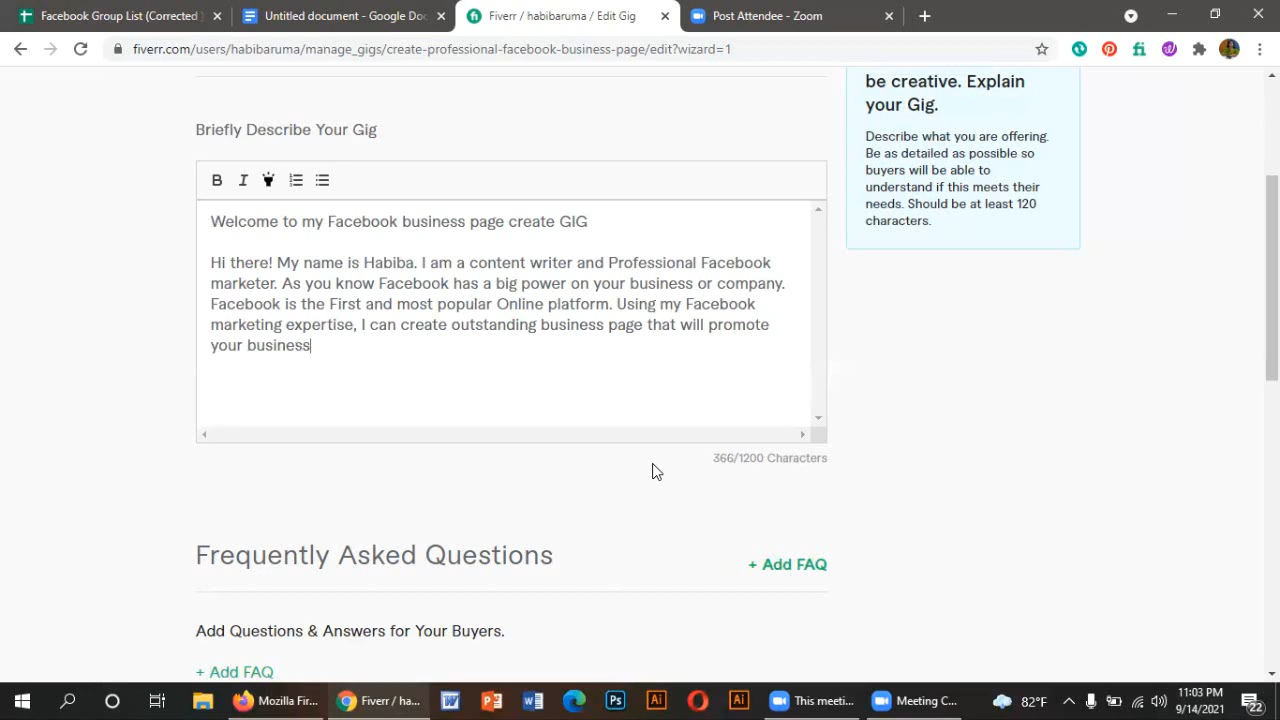 Facebook Group List (Corrected)
Untitled document - Google Do
Fiverr / habibaruma / Edit Gig
Post Attendee - Zoom
fiverr.com/users/habibaruma/manage_gigs/create-professional-facebook-business-page/edit?wizard=1
be creative. Explain
your Gig.
Describe what you are offering.
Be as detailed as possible so
buyers will be able to
understand if this meets their
needs. Should be at least 120
characters.
Briefly Describe Your Gig
B I
Welcome to my Facebook business page create GIG
Hi there! My name is Habiba. I am a content writer and Professional Facebook
marketer. As you know Facebook has a big power on your business or company.
Facebook is the First and most popular Online platform. Using my Facebook
marketing expertise, I can create outstanding business page that will promote
your business
366/1200 Characters
Frequently Asked Questions
+ Add FAQ
Add Questions & Answers for Your Buyers.
+ Add FAQ
Mozilla Fir...
Fiverr / ha...
Ps
Ai
Ai
This meeti...
Meeting C...
82°F
11:03 PM
9/14/2021
22